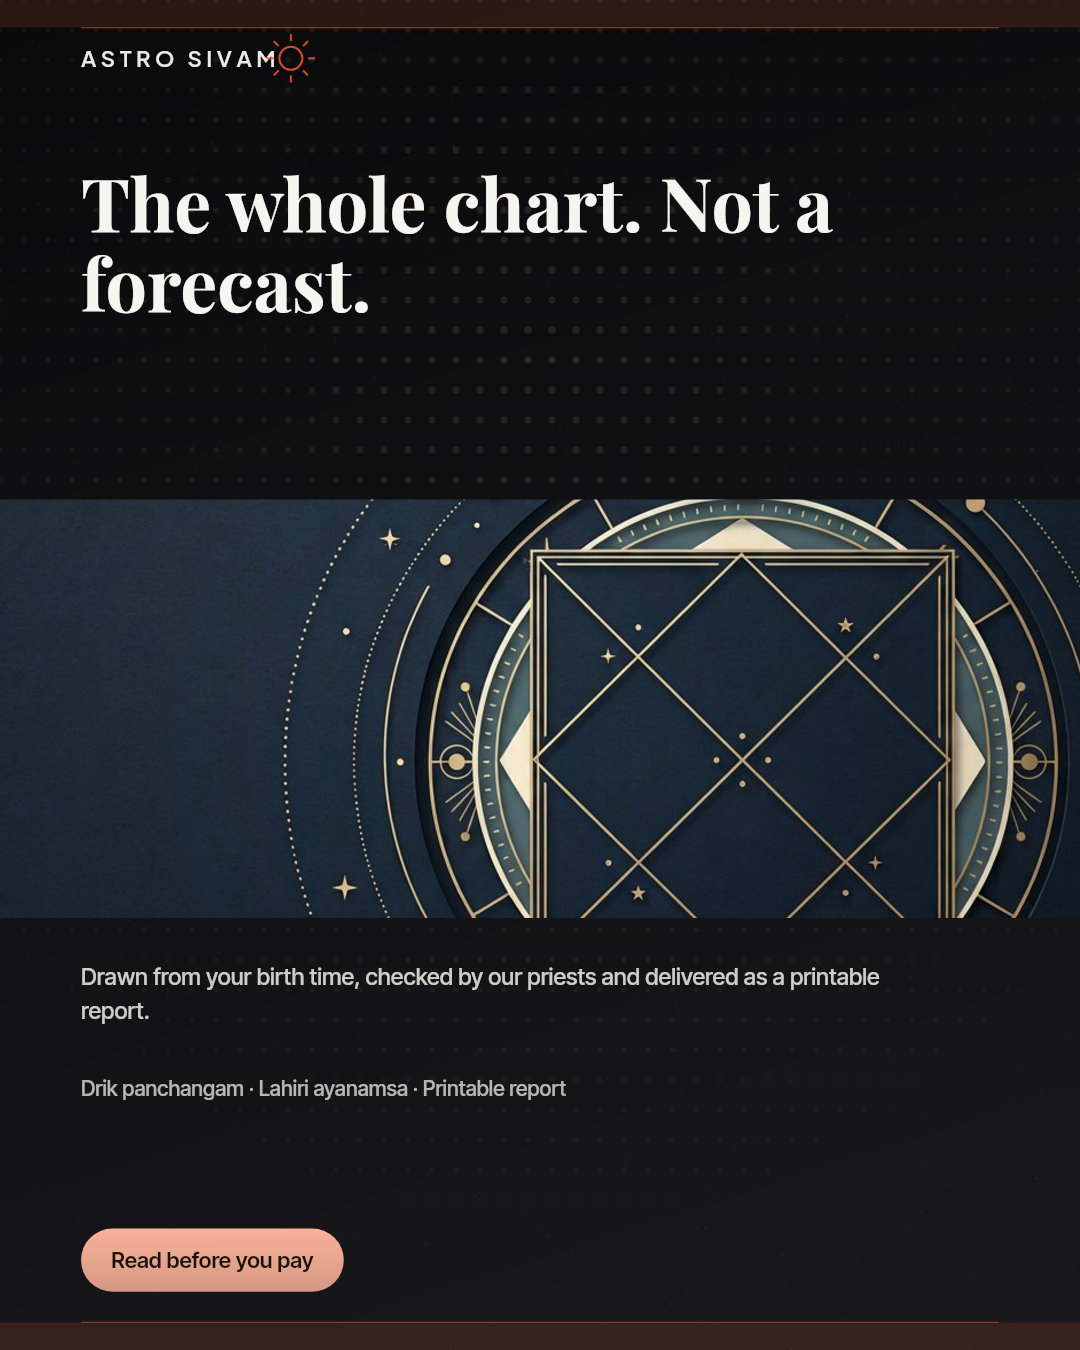 ASTRO SIVAM
The whole chart. Not a
forecast.
Drawn from your birth time, checked by our priests and delivered as a printable
report.
Drik panchangam · Lahiri ayanamsa · Printable report
Read before you pay